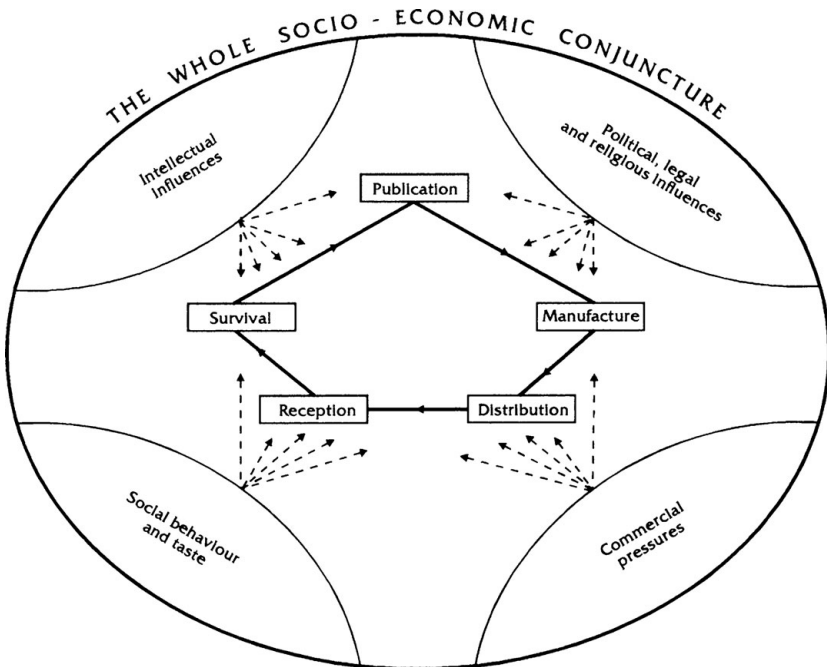 THE WHOLE SOCIO - ECONOMIC CONJUNCTURE
Intellectual
influences
Political, legal
and religious influences
Publication
Survival
Manufacture
Reception
Distribution
Social behaviour
and taste
Commercial
pressures